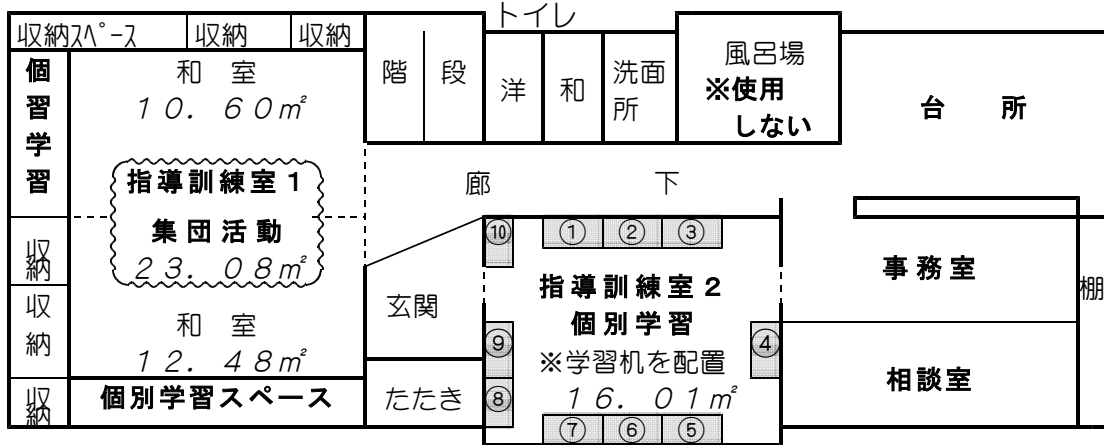 トイレ
収納スペース 収納 収納
個習学習
和 室
10. 60㎡
階 段
洋
和
洗面所
風呂場
※使用
しない
台 所
指導訓練室1
集団活動
23. 08㎡
廊 下
収納
収納
収納
和 室
12. 48㎡
個別学習スペース
玄関
たたき
⑩ ① ② ③
指導訓練室2
個別学習
※学習机を配置
16. 01㎡
⑨
④
⑧
⑦ ⑥ ⑤
事務室
棚
相談室